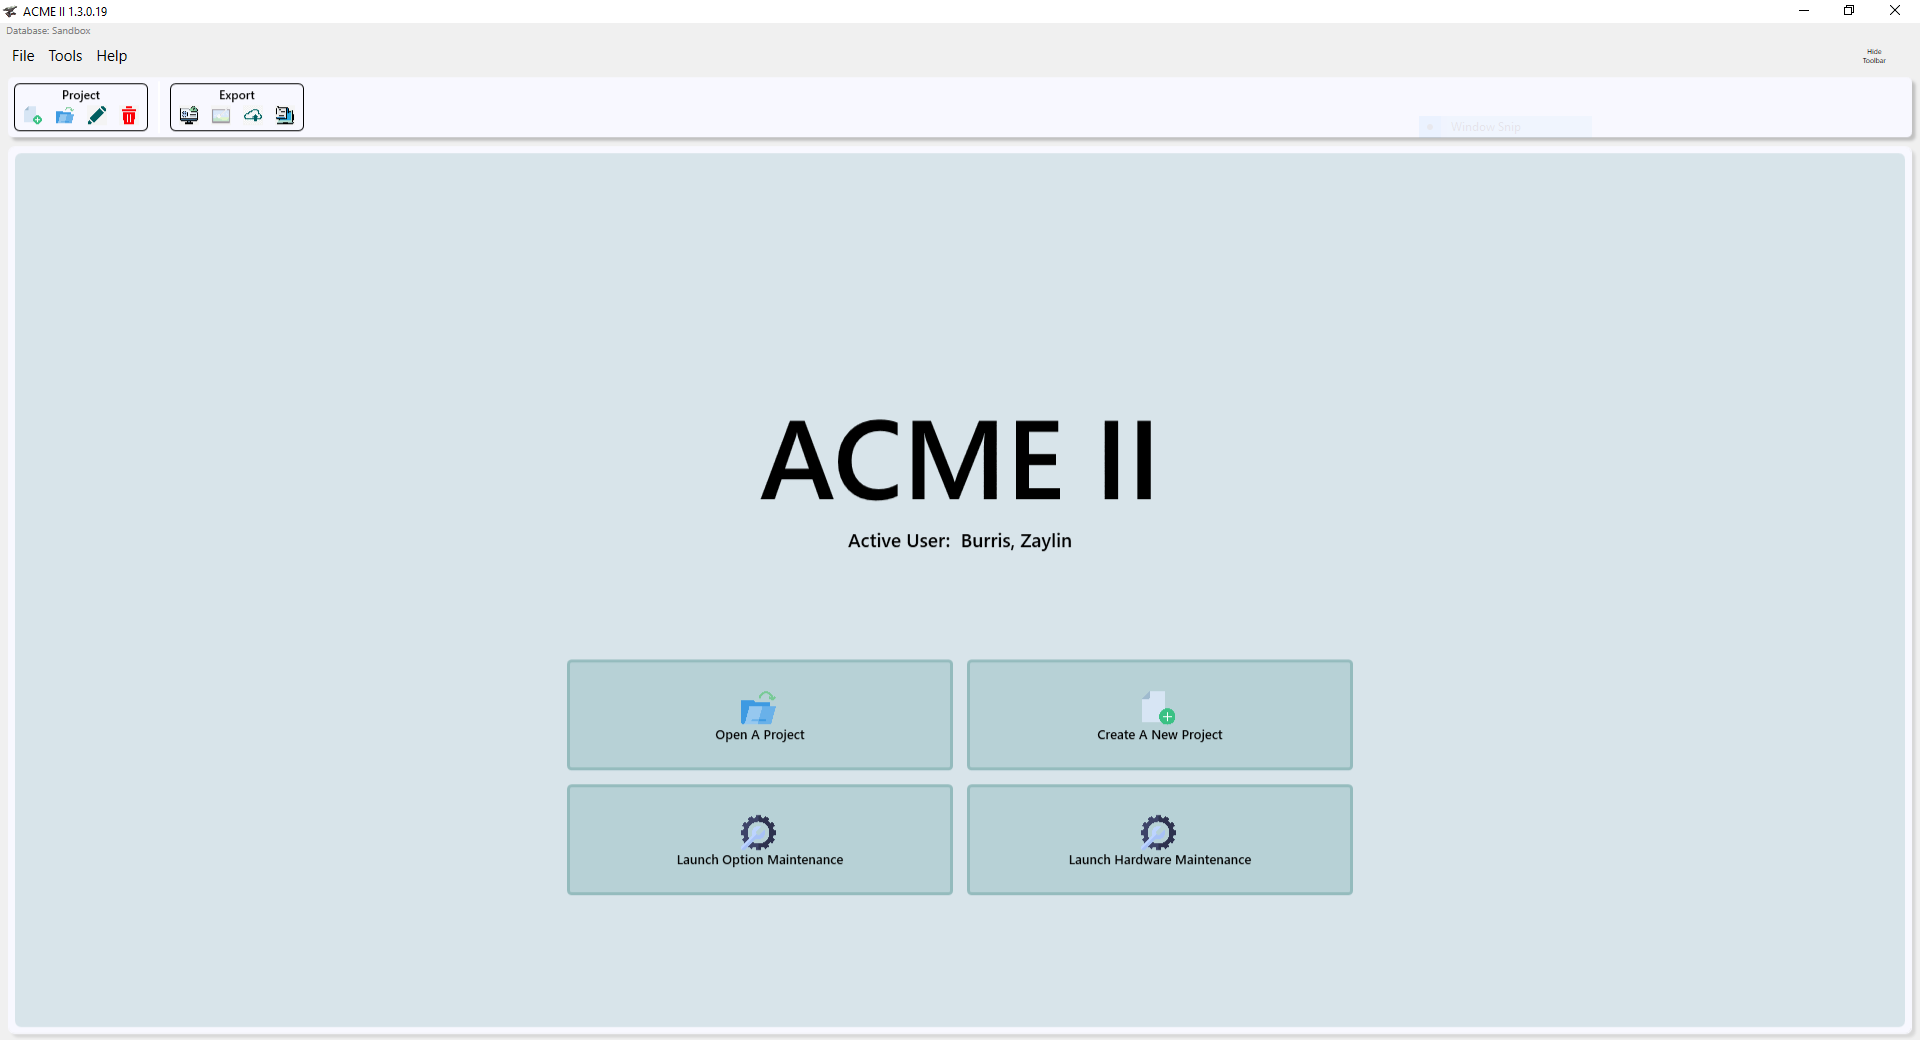 ACME II 1.3.0.19
Database: Sandbox
File Tools Help
Hide
Toolbar
Project
Export
Window Snip
ACME II
Active User: Burris, Zaylin
Open A Project
Create A New Project
Launch Option Maintenance
Launch Hardware Maintenance